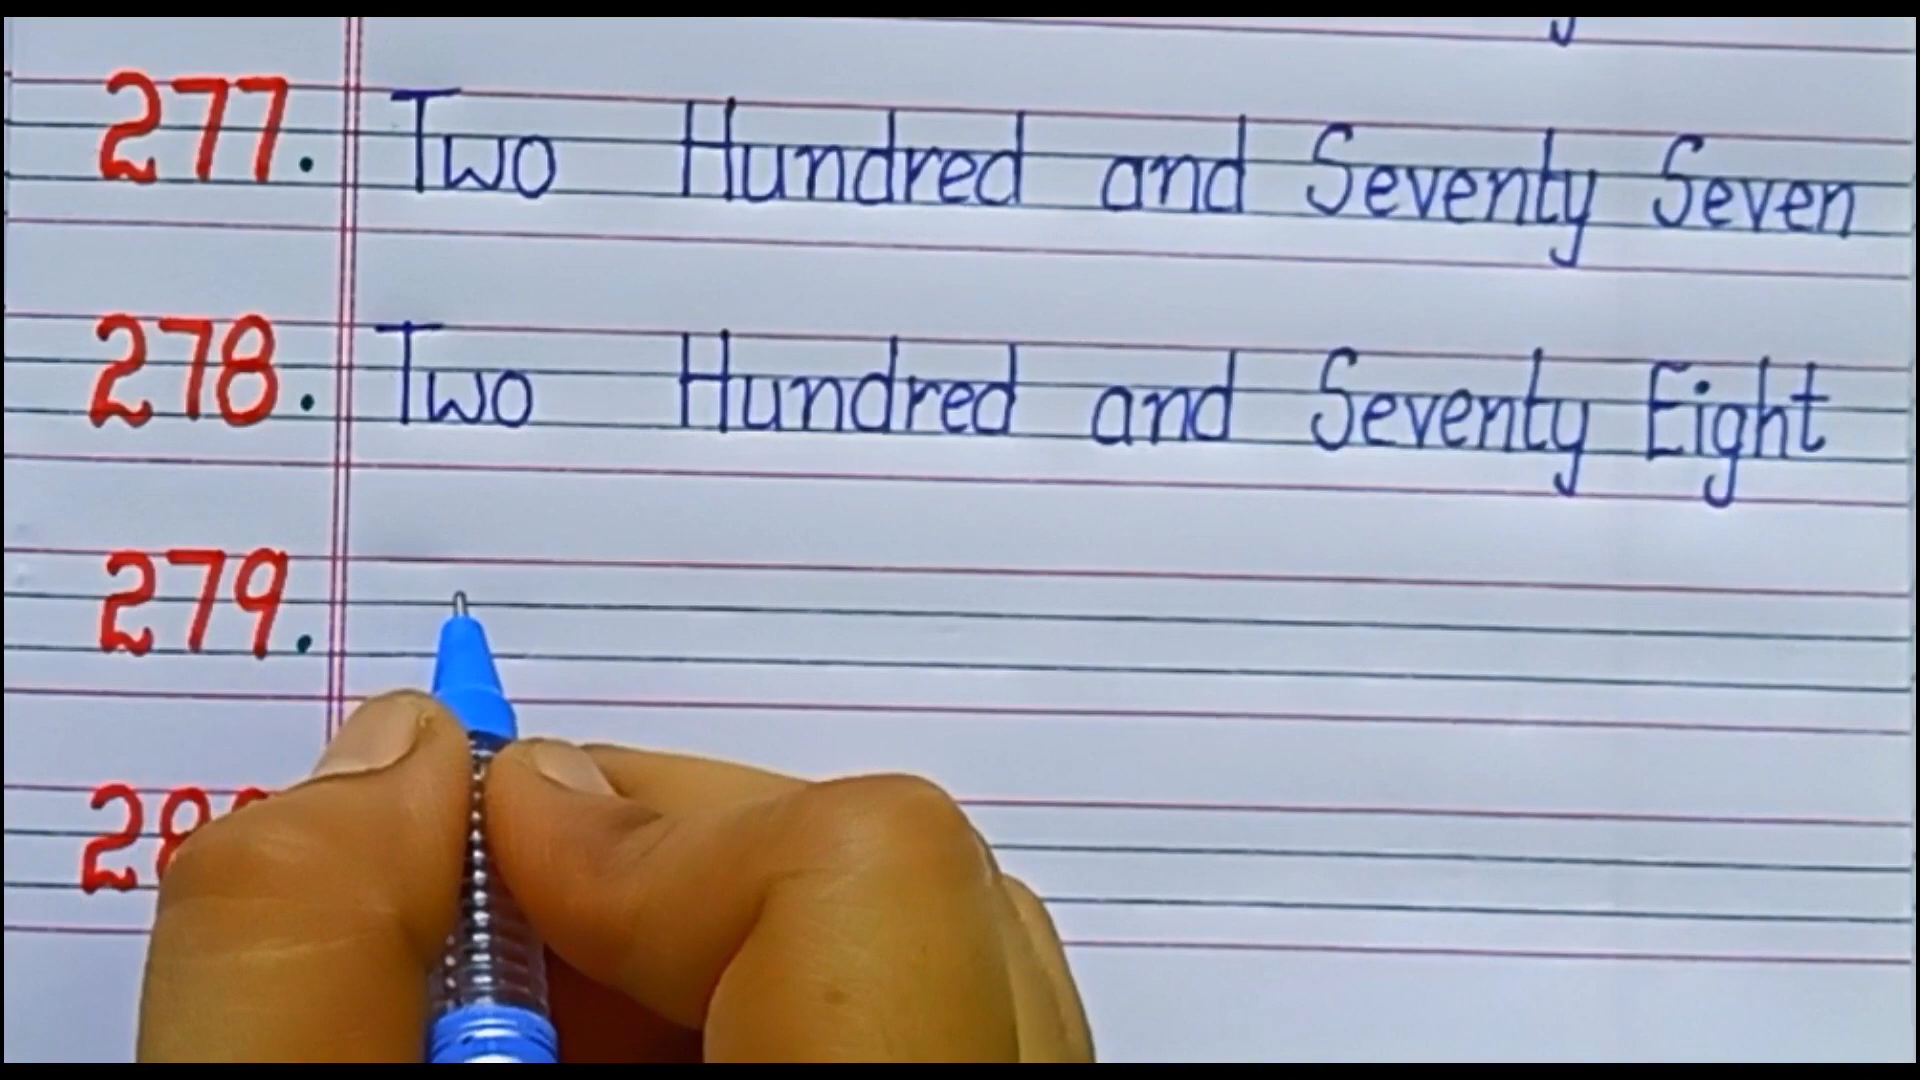 277. Two Hundred and Seventy Seven
278. Two Hundred and Seventy Eight
279.